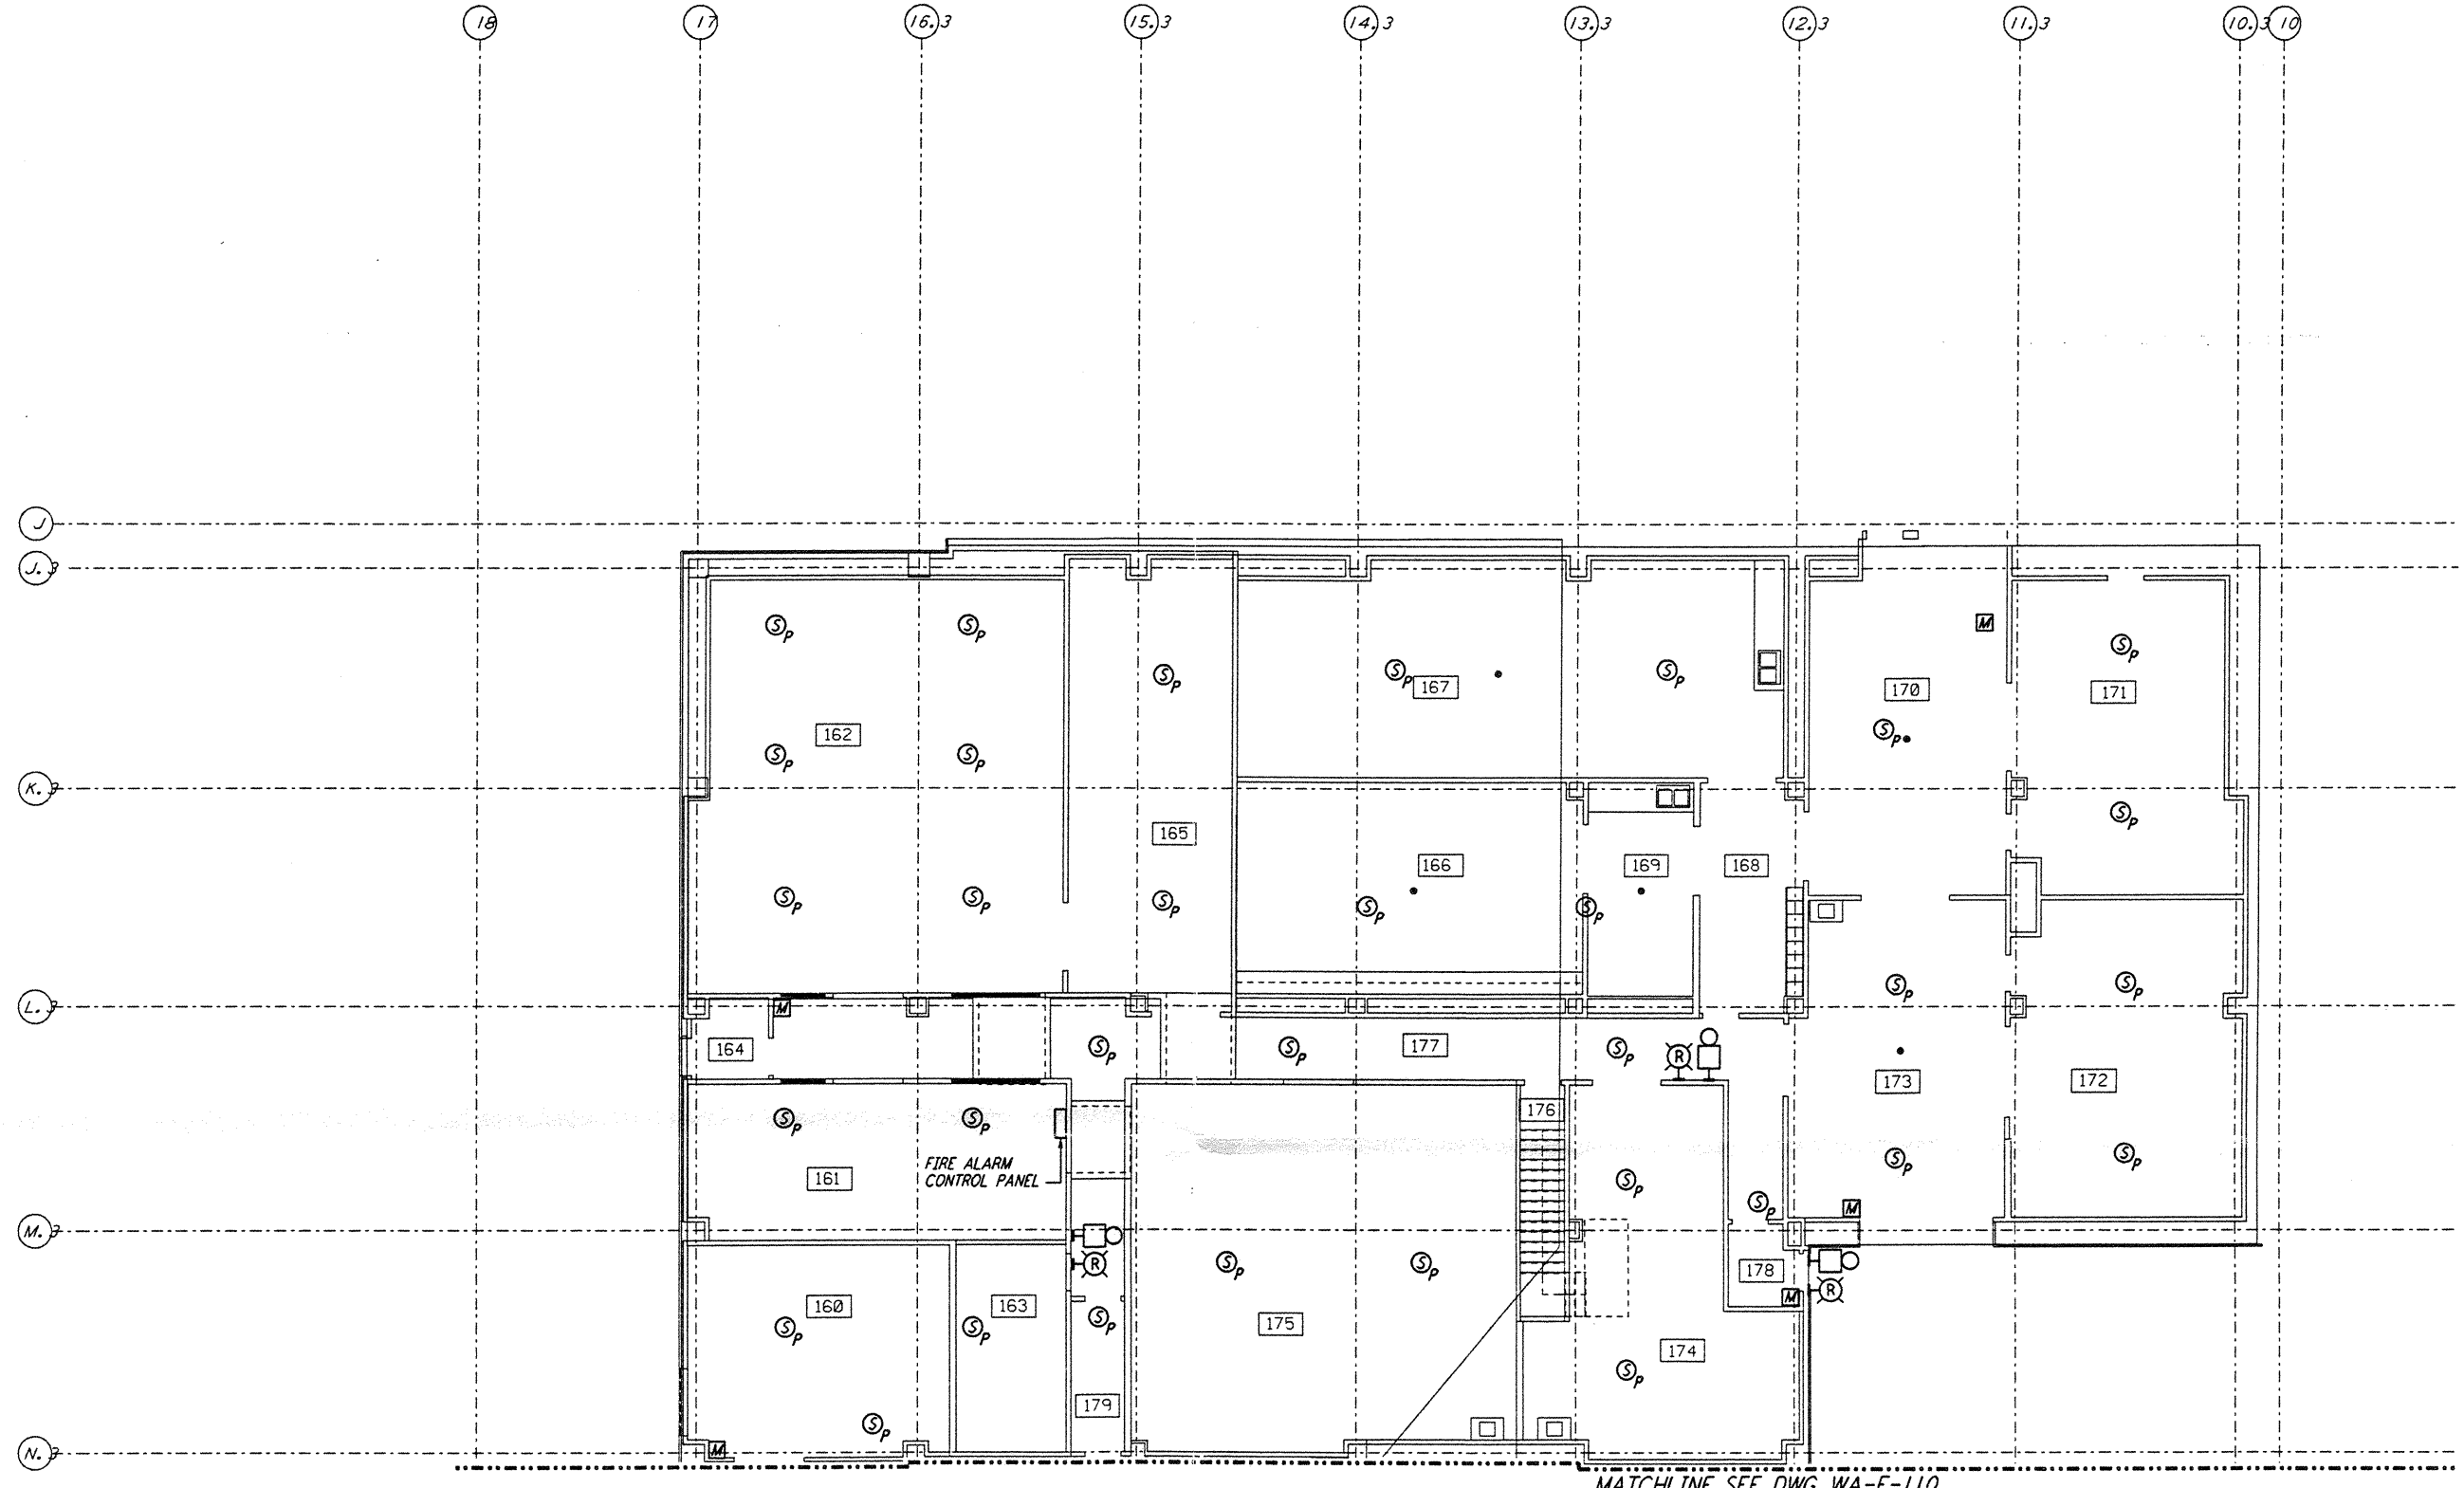 18 17 16.3 15.3 14.3 13.3 12.3 11.3 10.3 10
J
J.3
S P S P
M
S P
S P
S P 167
S P
170
171
162
S P
S P S P
K.3
S P
165
166
169
168
S P S P
S P
S P
S P
L.3
M
S P
S P
164
S P
S P
177
S P
R
173
172
176
S P S P
FIRE ALARM
CONTROL PANEL
161
S P
S P
S P
S P
M
M.3
R
S P S P
178
M
R
160
163
S P
S P
S P
175
174
S P
179
S P
M
N.3
MATCHLINE SEE DWG WA-E-110